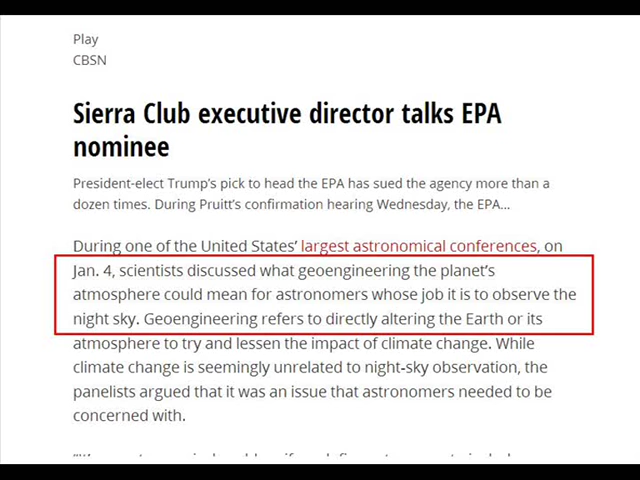 Play
CBSN
Sierra Club executive director talks EPA
nominee
President-elect Trump's pick to head the EPA has sued the agency more than a
dozen times. During Pruitt's confirmation hearing Wednesday, the EPA...
During one of the United States' largest astronomical conferences, on
Jan. 4, scientists discussed what geoengineering the planet's
atmosphere could mean for astronomers whose job it is to observe the
night sky. Geoengineering refers to directly altering the Earth or its
atmosphere to try and lessen the impact of climate change. While
climate change is seemingly unrelated to night-sky observation, the
panelists argued that it was an issue that astronomers needed to be
concerned with.